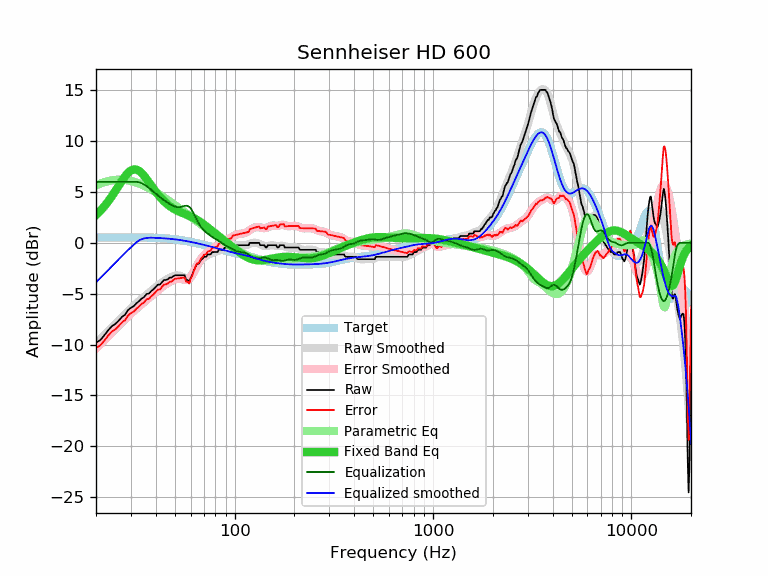 Sennheiser HD 600
Amplitude (dBr)
15
10
5
0
−5
−10
−15
−20
−25
Target
Raw Smoothed
Error Smoothed
Raw
Error
Parametric Eq
Fixed Band Eq
Equalization
Equalized smoothed
100
1000
10000
Frequency (Hz)